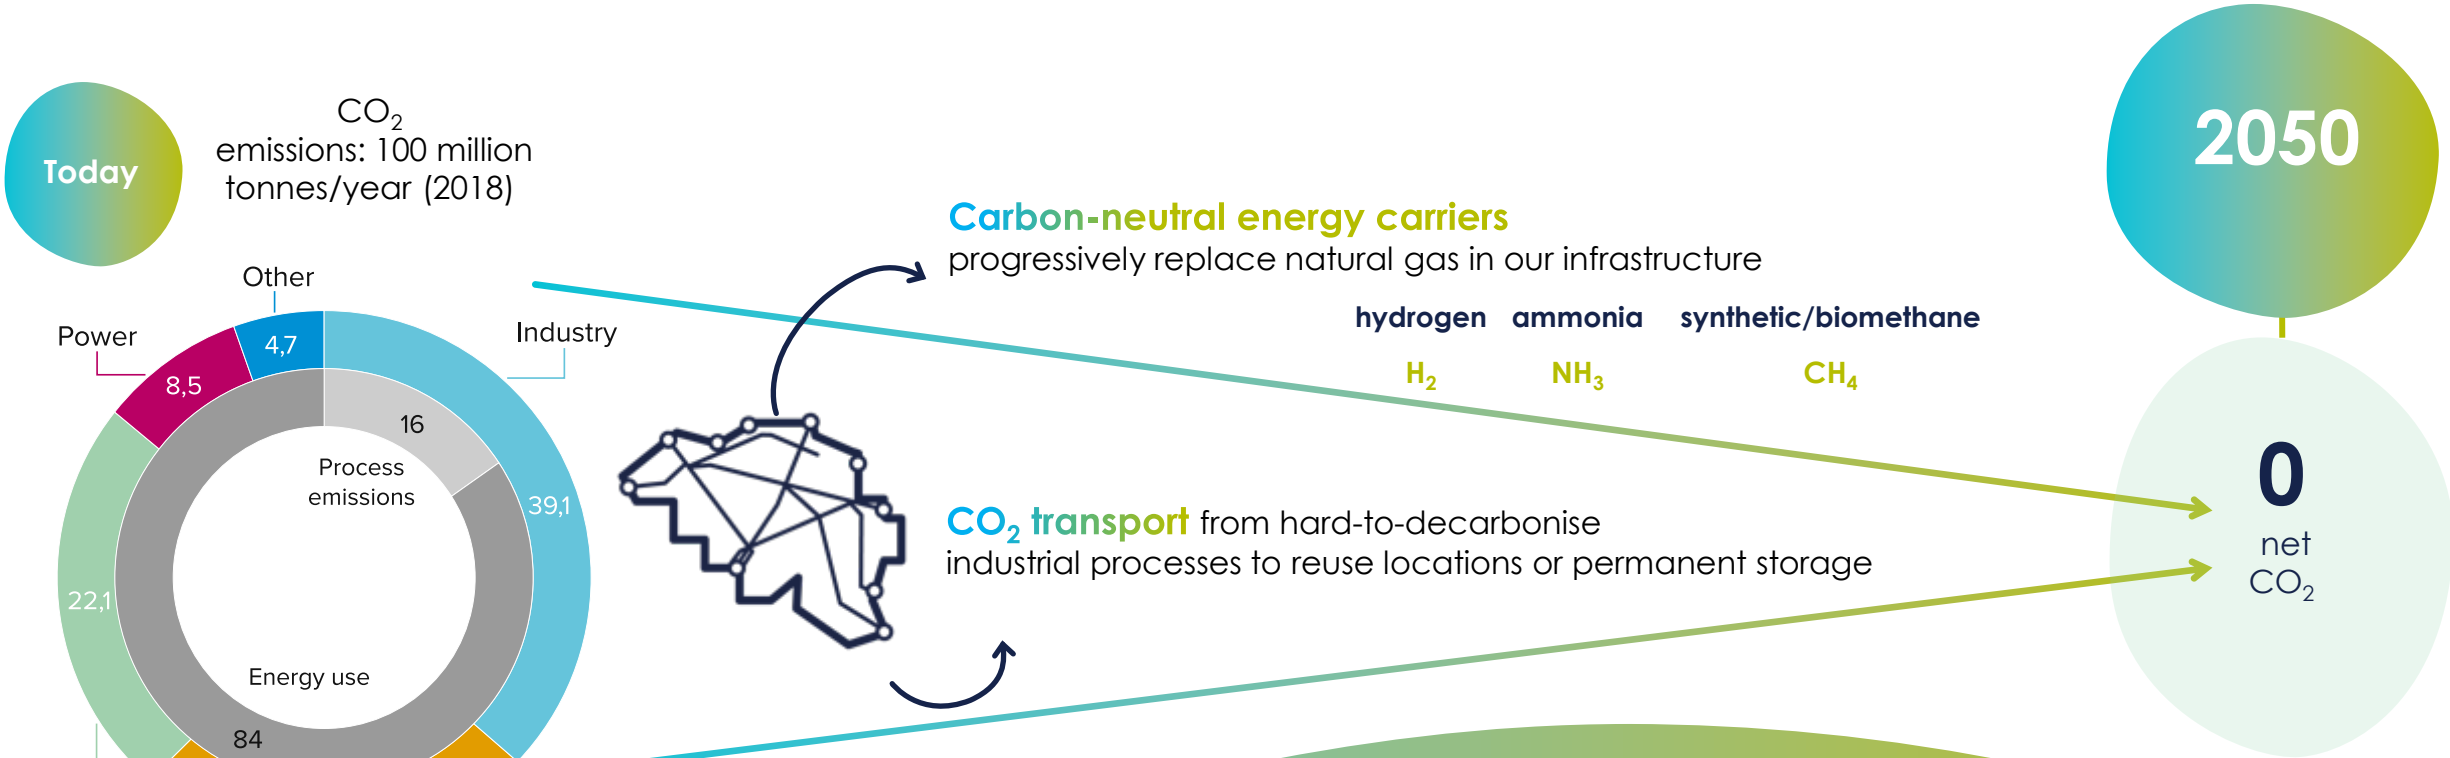 Today
CO₂
emissions: 100 million
tonnes/year (2018)
Other
Power
Industry
4,7
8,5
16
Process
emissions
39,1
22,1
Energy use
84
Carbon-neutral energy carriers
progressively replace natural gas in our infrastructure
hydrogen ammonia synthetic/biomethane
H₂ NH₃ CH₄
CO₂ transport from hard-to-decarbonise
industrial processes to reuse locations or permanent storage
2050
0
net
CO₂